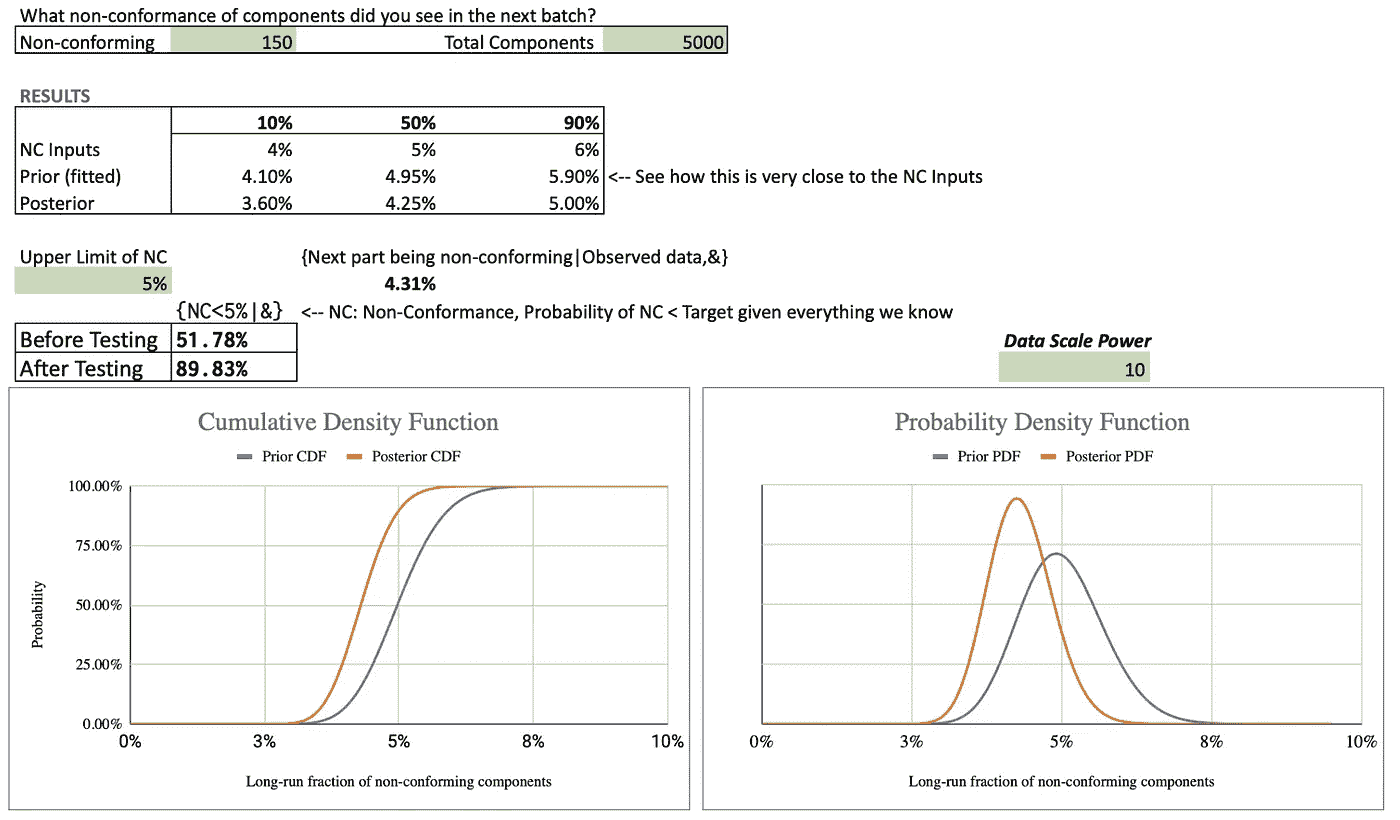 What non-conformance of components did you see in the next batch?
Non-conforming 150 Total Components 5000
RESULTS
10% 50% 90%
NC Inputs 4% 5% 6%
Prior (fitted) 4.10% 4.95% 5.90% <-- See how this is very close to the NC Inputs
Posterior 3.60% 4.25% 5.00%
Upper Limit of NC {Next part being non-conforming|Observed data,&}
5% 4.31%
{NC<5%|&} <-- NC: Non-Conformance, Probability of NC < Target given everything we know
Before Testing 51.78% Data Scale Power
After Testing 89.83% 10
Cumulative Density Function
Prior CDF Posterior CDF
100.00%
75.00%
50.00%
25.00%
0.00%
Probability
0% 3% 5% 8% 10%
Long-run fraction of non-conforming components
Probability Density Function
Prior PDF Posterior PDF
0% 3% 5% 8% 10%
Long-run fraction of non-conforming components